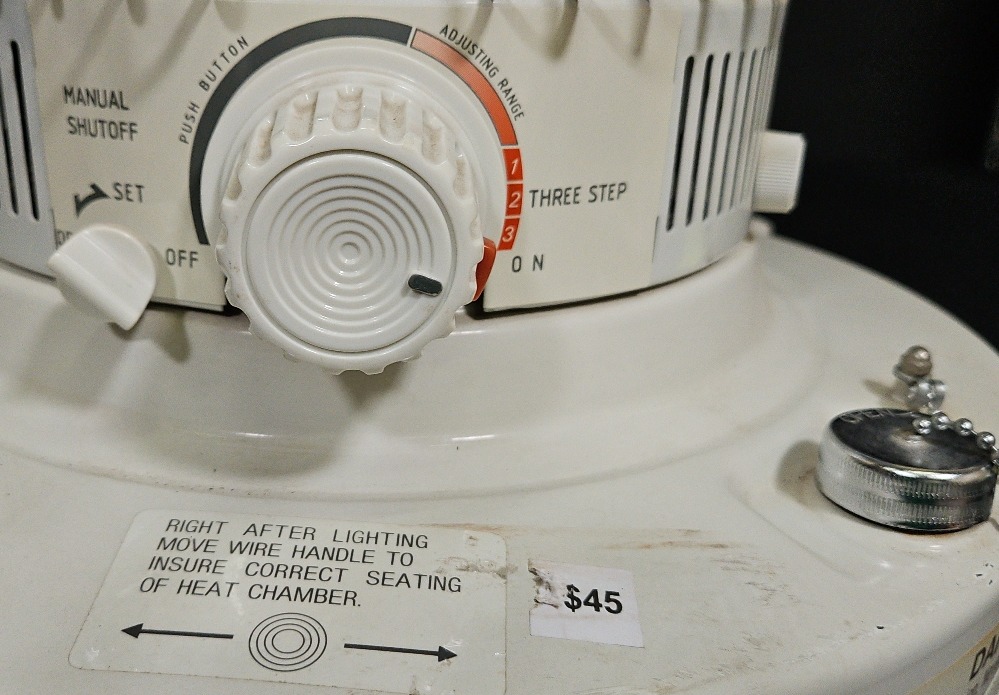 PUSH BUTTON
ADJUSTING RANGE
MANUAL
SHUTOFF
SET
OFF
1
2
3
THREE STEP
ON
OPEN
RIGHT AFTER LIGHTING
MOVE WIRE HANDLE TO
INSURE CORRECT SEATING
OF HEAT CHAMBER.
$45